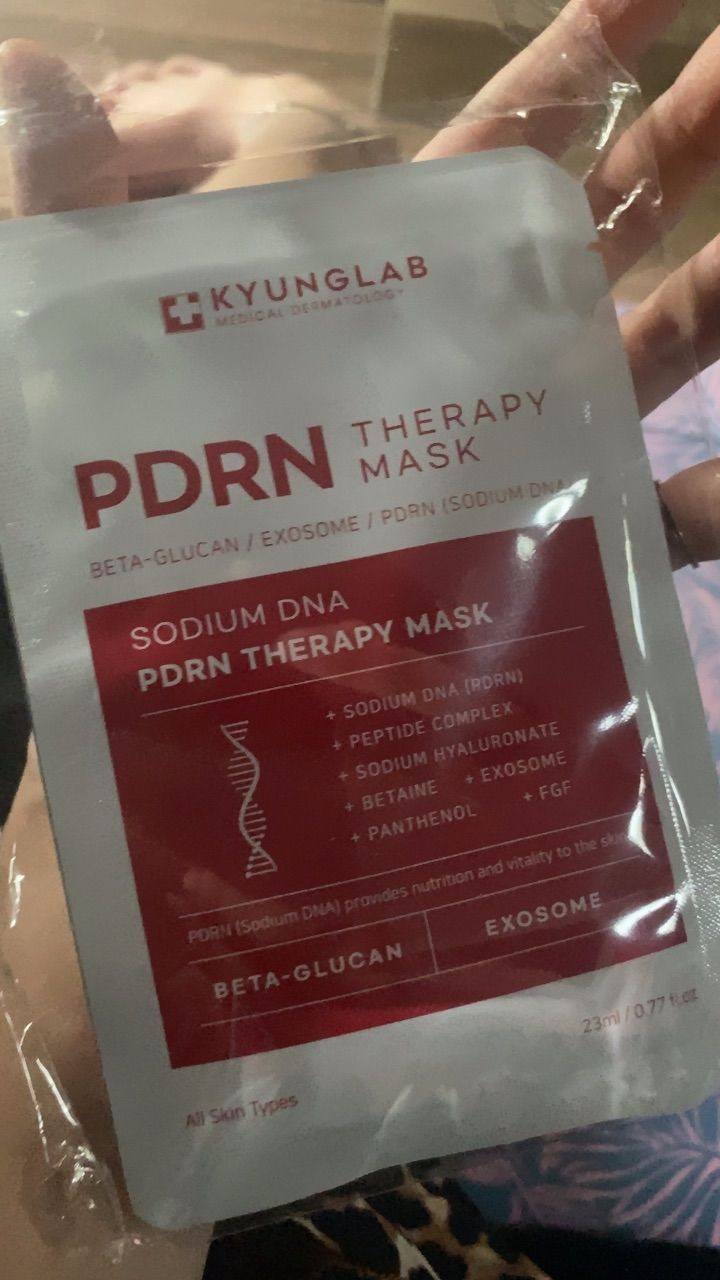 KYUNGLAB
MEDICAL DERMATOLOGY
PDRN THERAPY
MASK
BETA-GLUCAN / EXOSOME / PDRN (SODIUM DNA
SODIUM DNA
PDRN THERAPY MASK
+ SODIUM DNA (PDRN)
+ PEPTIDE COMPLEX
+ SODIUM HYALURONATE
+ BETAINE + EXOSOME
+ PANTHENOL + FGF
PDRN (Sodium DNA) provides nutrition and vitality to the skin
BETA-GLUCAN EXOSOME
23ml / 0.77 fl.oz
All Skin Types